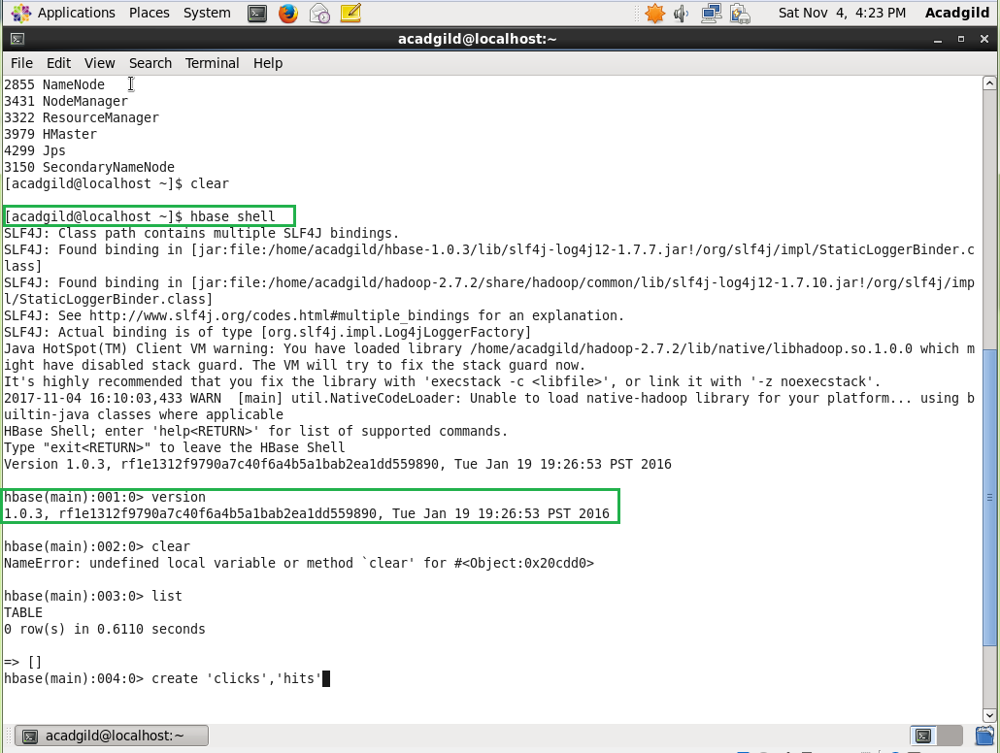 Applications Places System Sat Nov 4, 4:23 PM Acadgild
acadgild@localhost:~
File Edit View Search Terminal Help
2855 NameNode
3431 NodeManager
3322 ResourceManager
3979 HMaster
4299 Jps
3150 SecondaryNameNode
[acadgild@localhost ~]$ clear
[acadgild@localhost ~]$ hbase shell
SLF4J: Class path contains multiple SLF4J bindings.
SLF4J: Found binding in [jar:file:/home/acadgild/hbase-1.0.3/lib/slf4j-log4j12-1.7.7.jar!/org/slf4j/impl/StaticLoggerBinder.c
lass]
SLF4J: Found binding in [jar:file:/home/acadgild/hadoop-2.7.2/share/hadoop/common/lib/slf4j-log4j12-1.7.10.jar!/org/slf4j/imp
l/StaticLoggerBinder.class]
SLF4J: See http://www.slf4j.org/codes.html#multiple_bindings for an explanation.
SLF4J: Actual binding is of type [org.slf4j.impl.Log4jLoggerFactory]
Java HotSpot(TM) Client VM warning: You have loaded library /home/acadgild/hadoop-2.7.2/lib/native/libhadoop.so.1.0.0 which m
ight have disabled stack guard. The VM will try to fix the stack guard now.
It's highly recommended that you fix the library with 'execstack -c <libfile>', or link it with '-z noexecstack'.
2017-11-04 16:10:03,433 WARN  [main] util.NativeCodeLoader: Unable to load native-hadoop library for your platform... using b
uiltin-java classes where applicable
HBase Shell; enter 'help<RETURN>' for list of supported commands.
Type "exit<RETURN>" to leave the HBase Shell
Version 1.0.3, rf1e1312f9790a7c40f6a4b5a1bab2ea1dd559890, Tue Jan 19 19:26:53 PST 2016
hbase(main):001:0> version
1.0.3, rf1e1312f9790a7c40f6a4b5a1bab2ea1dd559890, Tue Jan 19 19:26:53 PST 2016
hbase(main):002:0> clear
NameError: undefined local variable or method `clear' for #<Object:0x20cdd0>
hbase(main):003:0> list
TABLE
0 row(s) in 0.6110 seconds
=> []
hbase(main):004:0> create 'clicks','hits'
acadgild@localhost:~